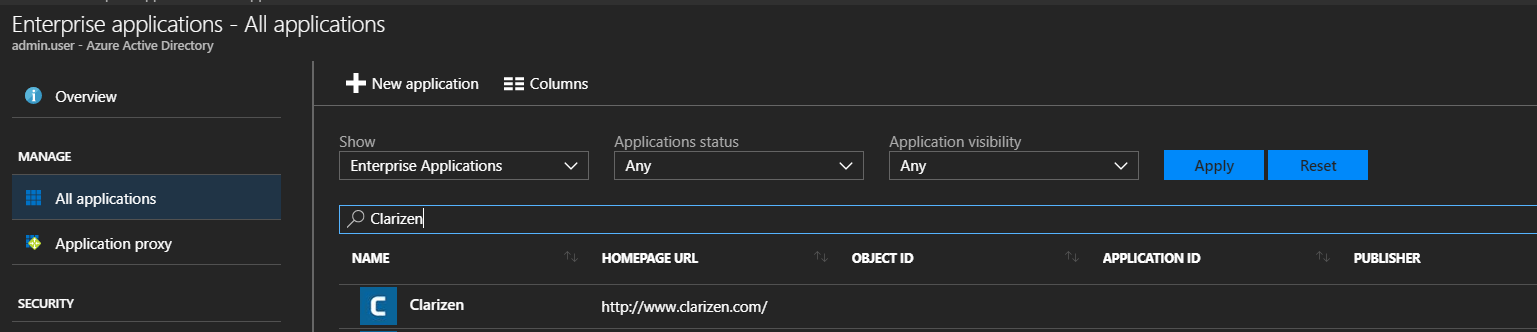 Enterprise applications - All applications
admin.user - Azure Active Directory
Overview
MANAGE
All applications
Application proxy
SECURITY
New application Columns
Show Applications status Application visibility
Enterprise Applications Any Any Apply Reset
Clarizen
NAME HOMEPAGE URL OBJECT ID APPLICATION ID PUBLISHER
C Clarizen http://www.clarizen.com/